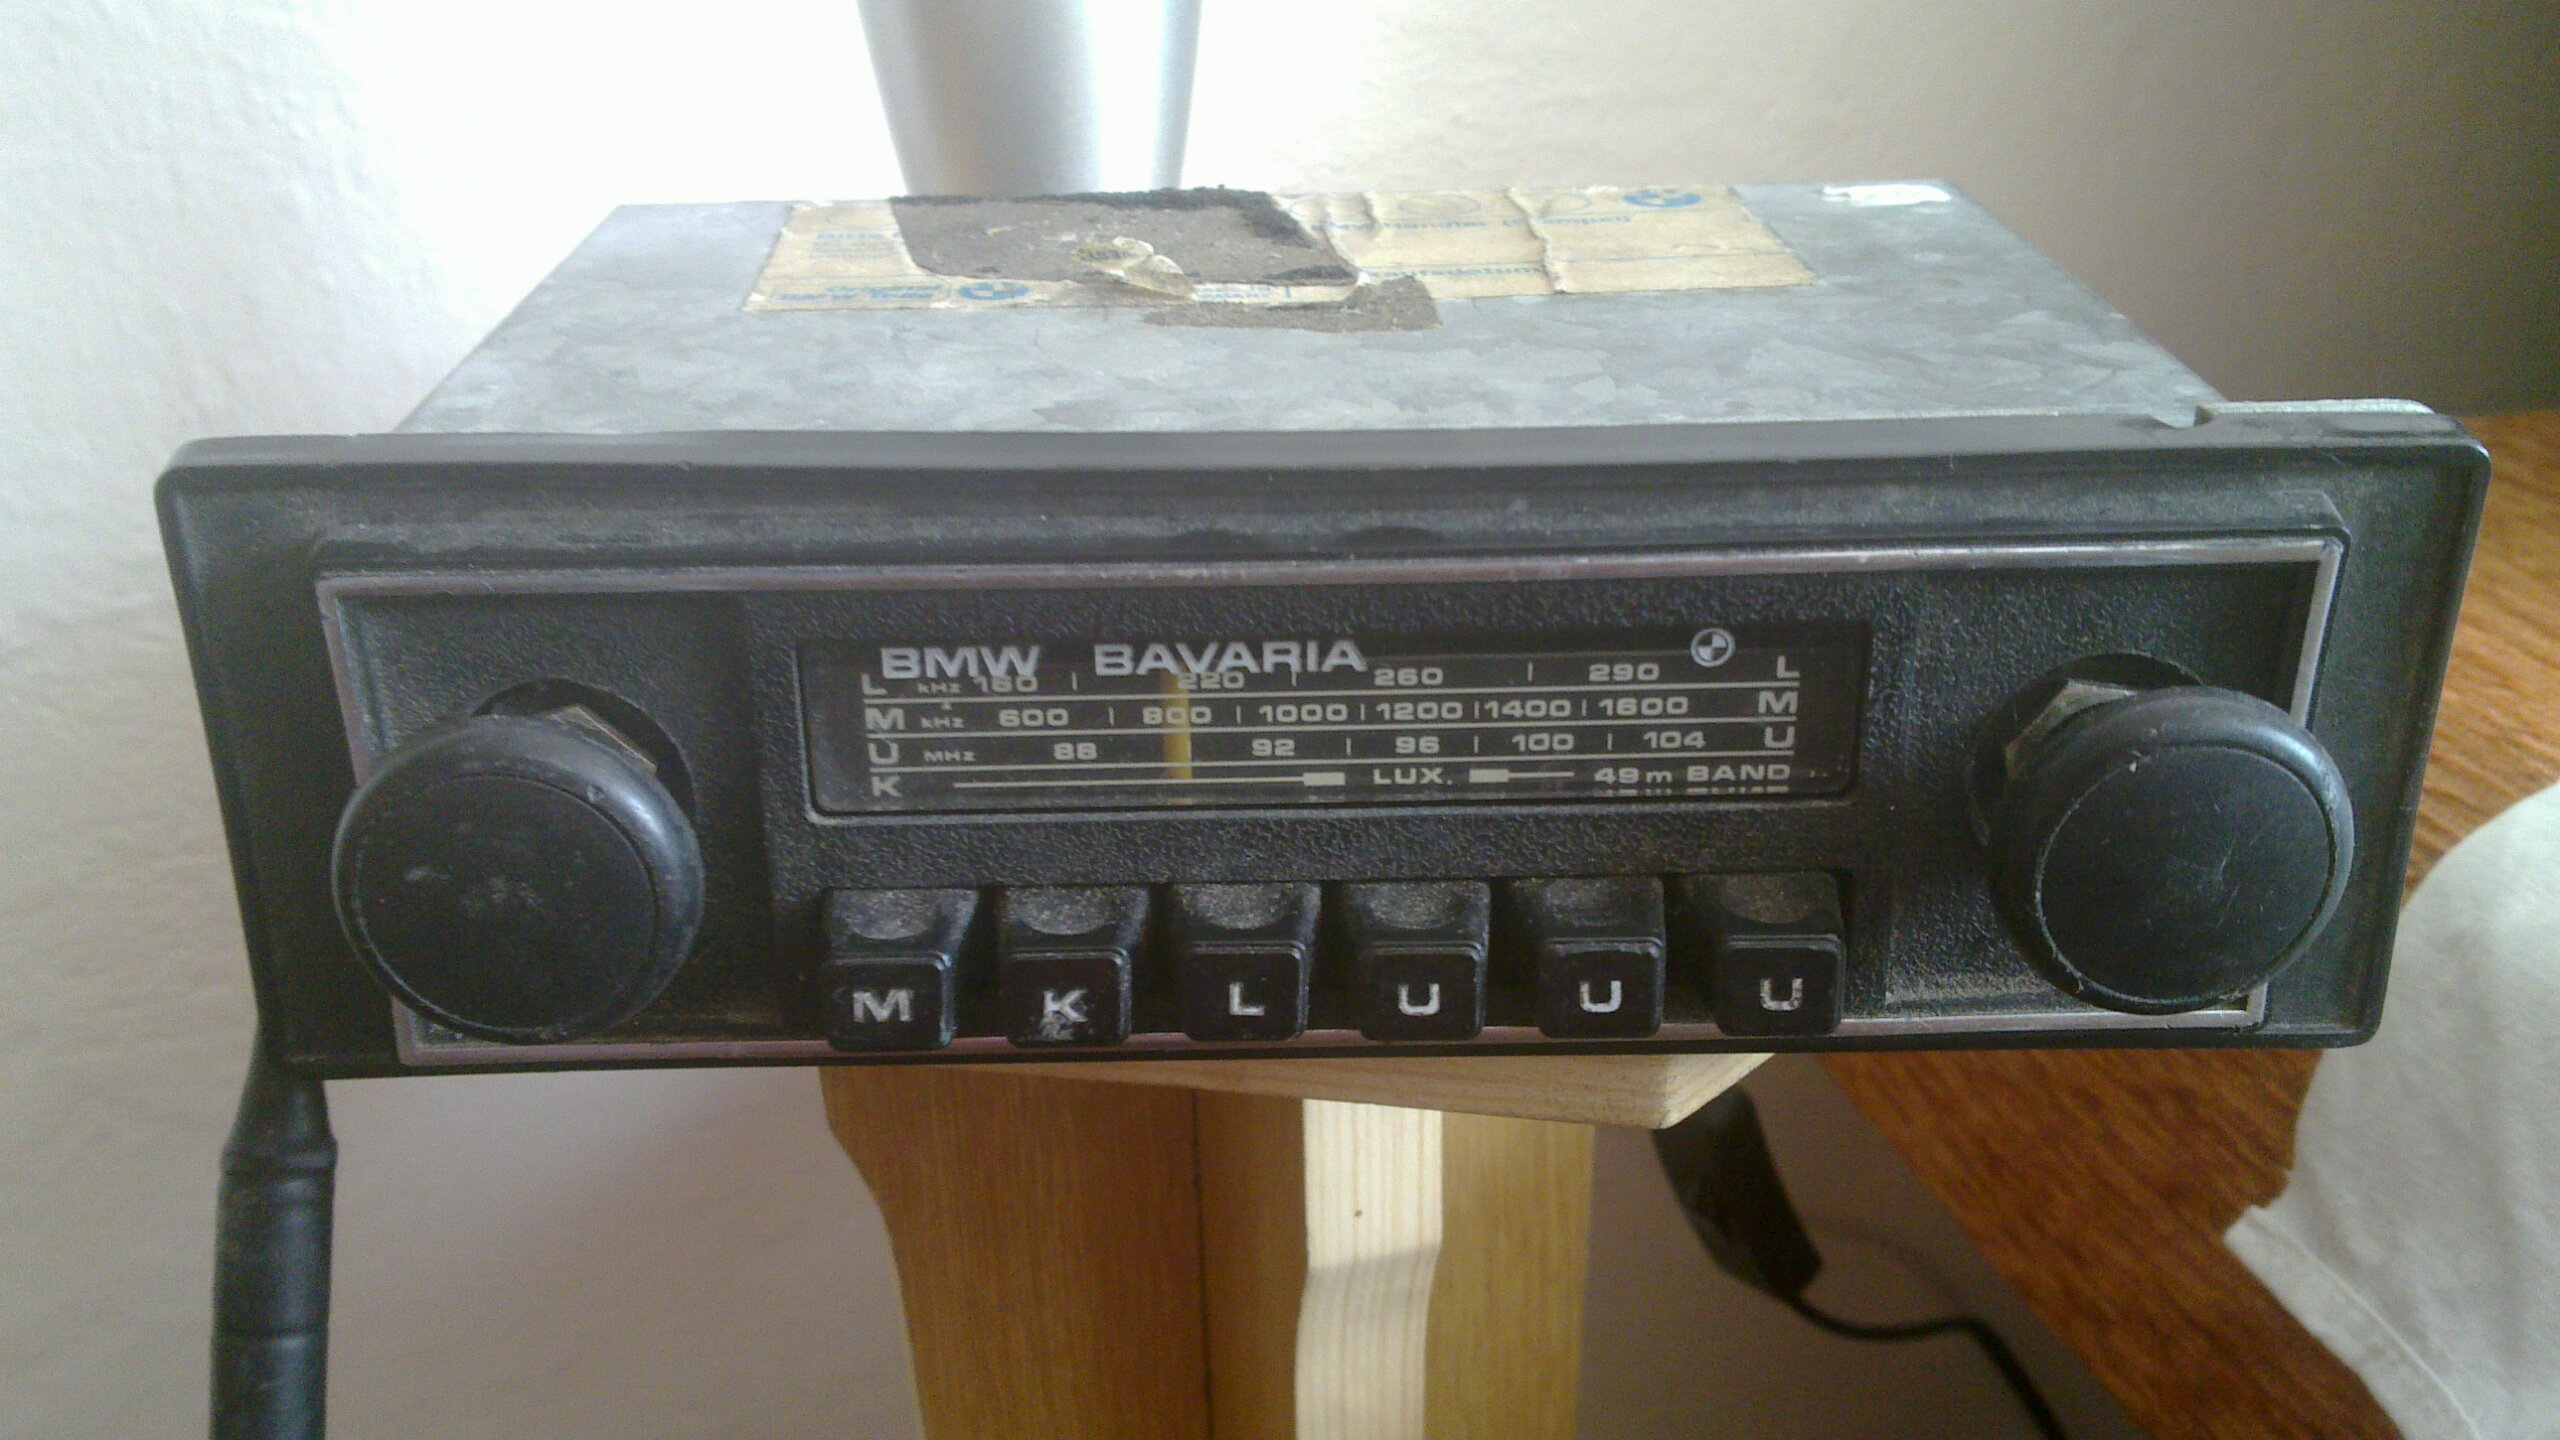 Kaufsdatum
BMW BAVARIA
L kHz 160 220 260 290 L
M kHz 600 800 1000 1200 1400 1600 M
U MHz 88 92 96 100 104 U
K LUX. 49m BAND
M K L U U U